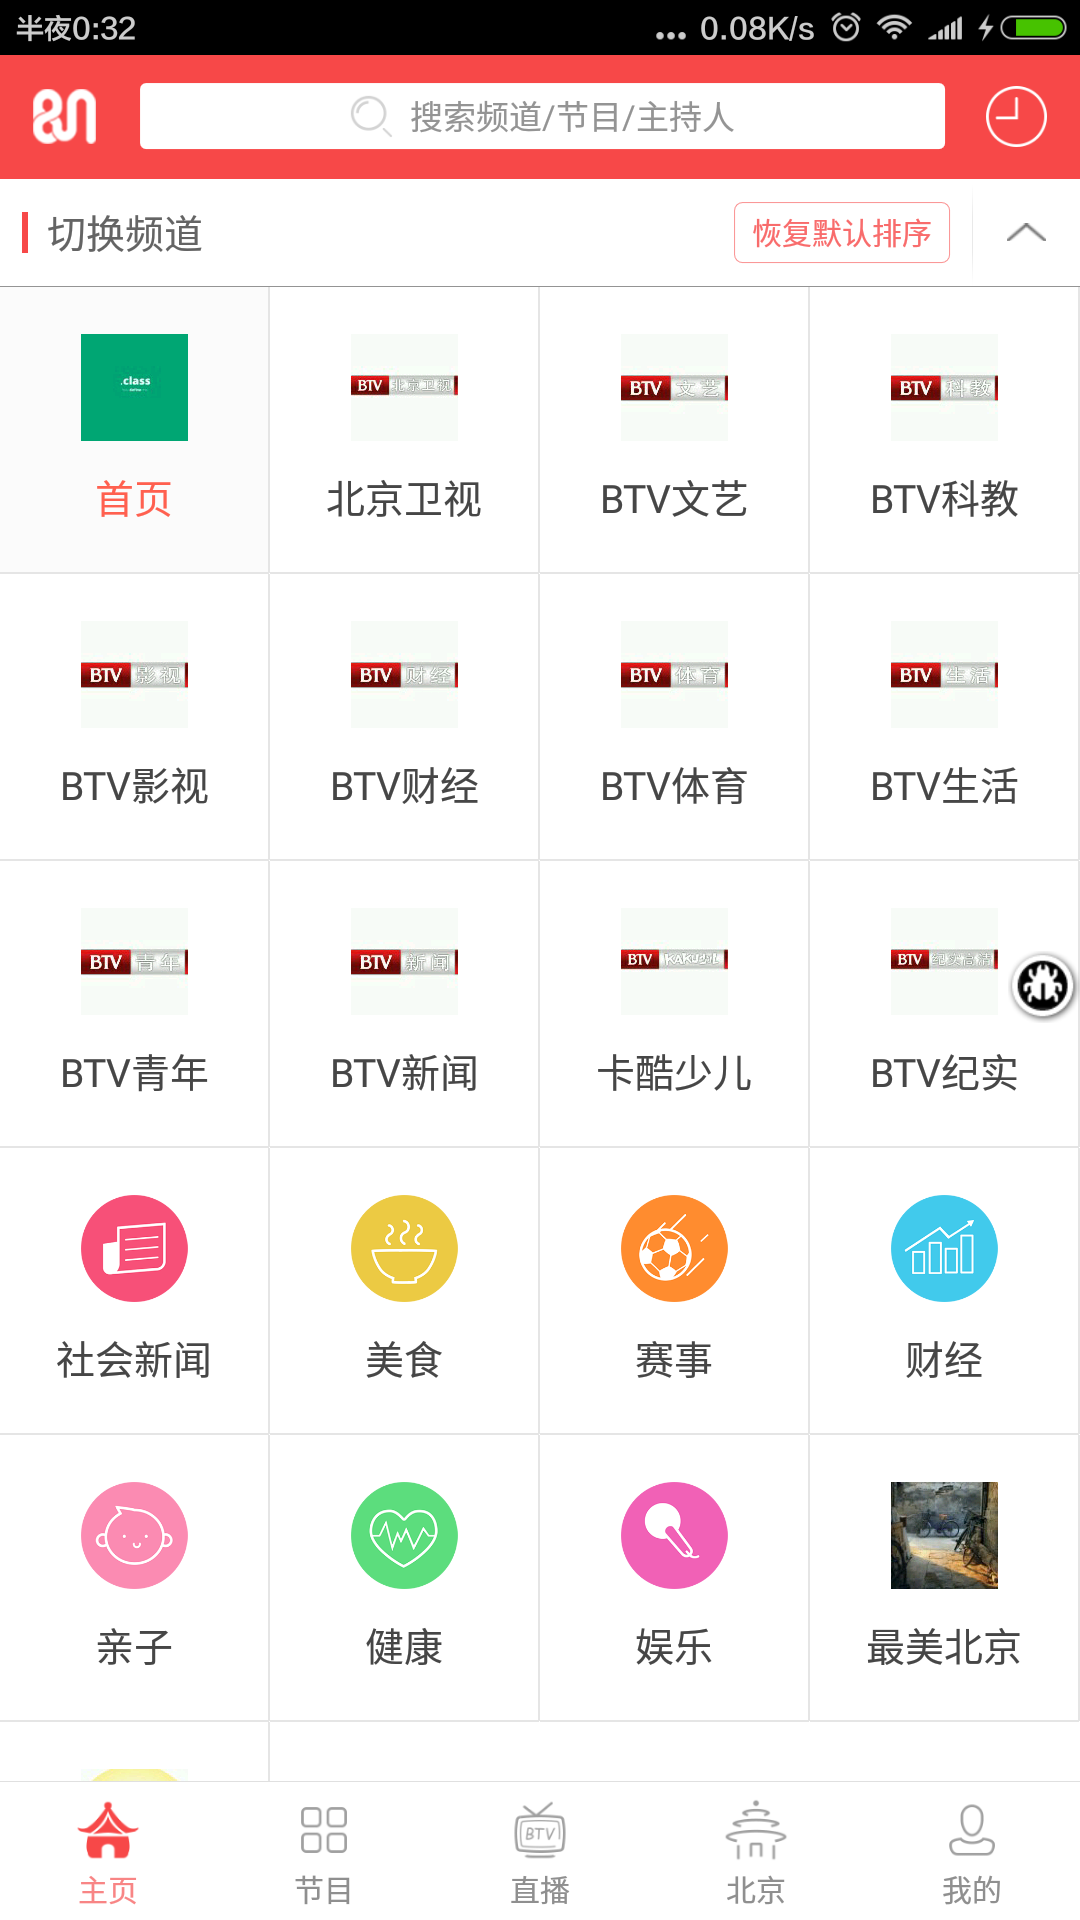 半夜0:32
... 0.08K/s
搜索频道/节目/主持人
切换频道
恢复默认排序
.class
BTV 北京卫视
BTV 文艺
BTV 科教
首页
北京卫视
BTV文艺
BTV科教
BTV 影视
BTV 财经
BTV 体育
BTV 生活
BTV影视
BTV财经
BTV体育
BTV生活
BTV 青年
BTV 新闻
BTV KAKU少儿
BTV 纪实高清
BTV青年
BTV新闻
卡酷少儿
BTV纪实
社会新闻
美食
赛事
财经
亲子
健康
娱乐
最美北京
BTV
主页
节目
直播
北京
我的